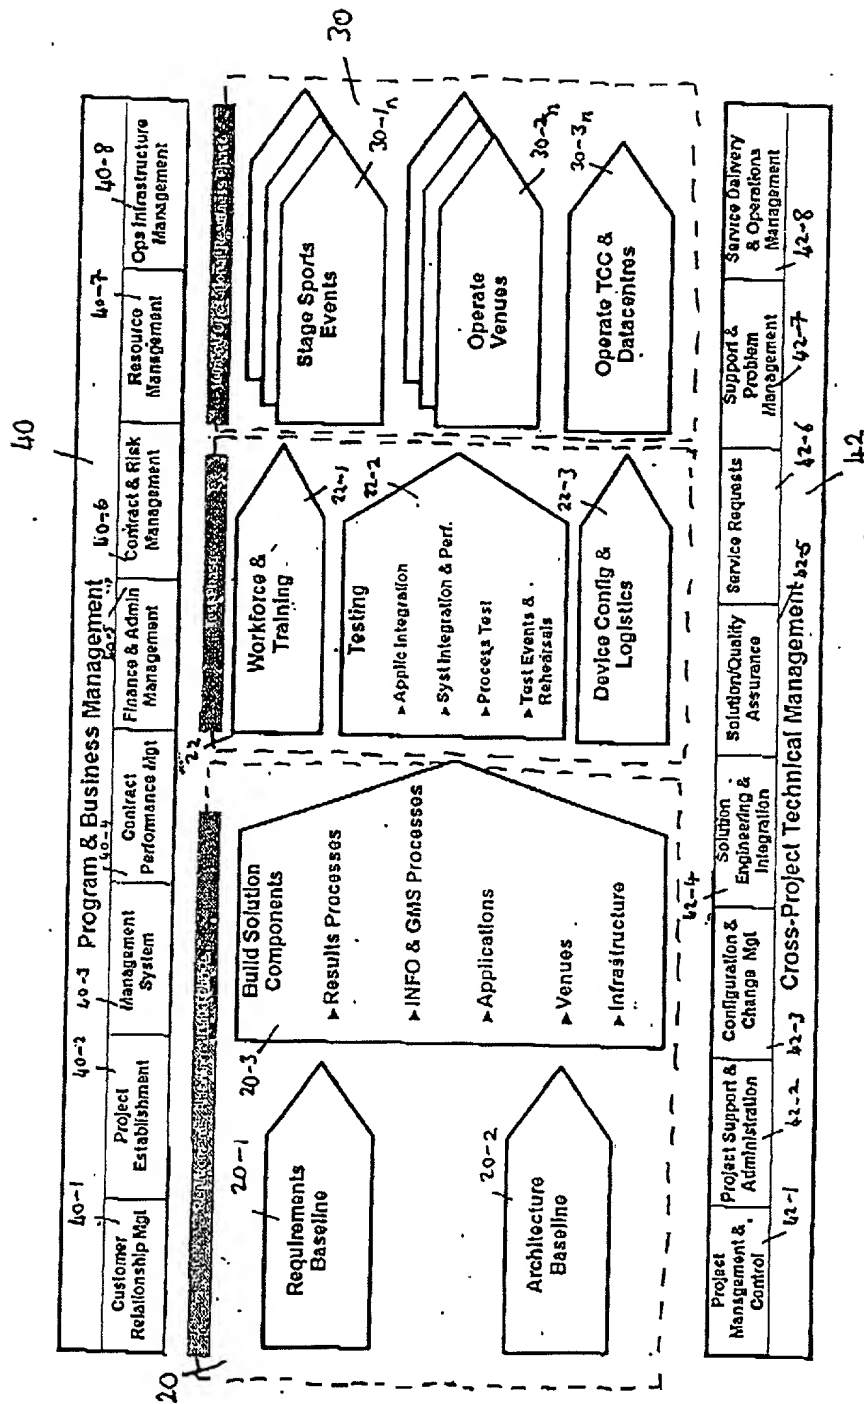 40
Program & Business Management
40-1
40-2
40-3
40-4
40-5
40-6
40-7
40-8
Customer
Relationship Mgt
Project
Establishment
Management
System
Contract
Performance Mgt
Finance & Admin
Management
Contract & Risk
Management
Resource
Management
Ops Infrastructure
Management
20
22
30
20-1
Requirements
Baseline
20-2
Architecture
Baseline
20-3
Build Solution
Components
➤ Results Processes
➤ INFO & GMS Processes
➤ Applications
➤ Venues
➤ Infrastructure
Workforce &
Training
22-1
Testing
22-2
➤ Applic Integration
➤ Syst Integration & Perf.
➤ Process Test
➤ Test Events &
Rehearsals
22-3
Device Config &
Logistics
Stage Sports
Events
30-1n
Operate
Venues
30-2n
30-3n
Operate TCC &
Datacentres
Project
Management &
Control
Project Support &
Administration
Configuration &
Change Mgt
Solution
Engineering &
Integration
Solution/Quality
Assurance
Service Requests
Support &
Problem
Management
Service Delivery
& Operations
Management
42-1
42-2
42-3
42-4
42-5
42-6
42-7
42-8
Cross-Project Technical Management
42